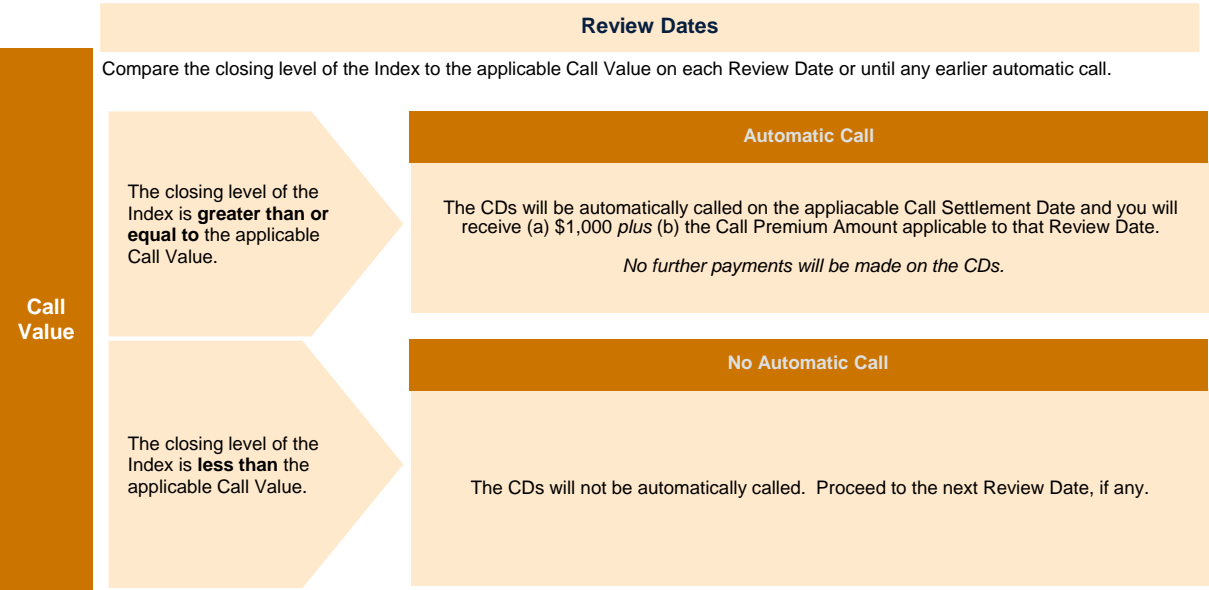 Review Dates
Compare the closing level of the Index to the applicable Call Value on each Review Date or until any earlier automatic call.
Call
Value
The closing level of the
Index is greater than or
equal to the applicable
Call Value.
Automatic Call
The CDs will be automatically called on the appliacable Call Settlement Date and you will
receive (a) $1,000 plus (b) the Call Premium Amount applicable to that Review Date.
No further payments will be made on the CDs.
The closing level of the
Index is less than the
applicable Call Value.
No Automatic Call
The CDs will not be automatically called.  Proceed to the next Review Date, if any.